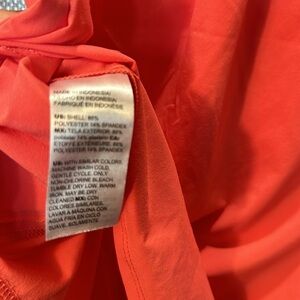 MADE IN INDONESIA/
HECHO EN INDONESIA/
FABRIQUÉ EN INDONÉSIE
US: SHELL: 86%
POLYESTER 14% SPANDEX
MX: TELA EXTERIOR: 86%
poliéster 14% elastano
ÉTOFFE EXTÉRIEURE: 86%
POLYESTER 14% SPANDEX
US: WITH SIMILAR COLORS,
MACHINE WASH COLD,
GENTLE CYCLE. ONLY
NON-CHLORINE BLEACH
TUMBLE DRY LOW. WARM
IRON. MAY BE DRY
CLEANED MX: CON
COLORES SIMILARES,
LAVAR A MÁQUINA CON
AGUA FRÍA EN CICLO
SUAVE, SOLAMENTE